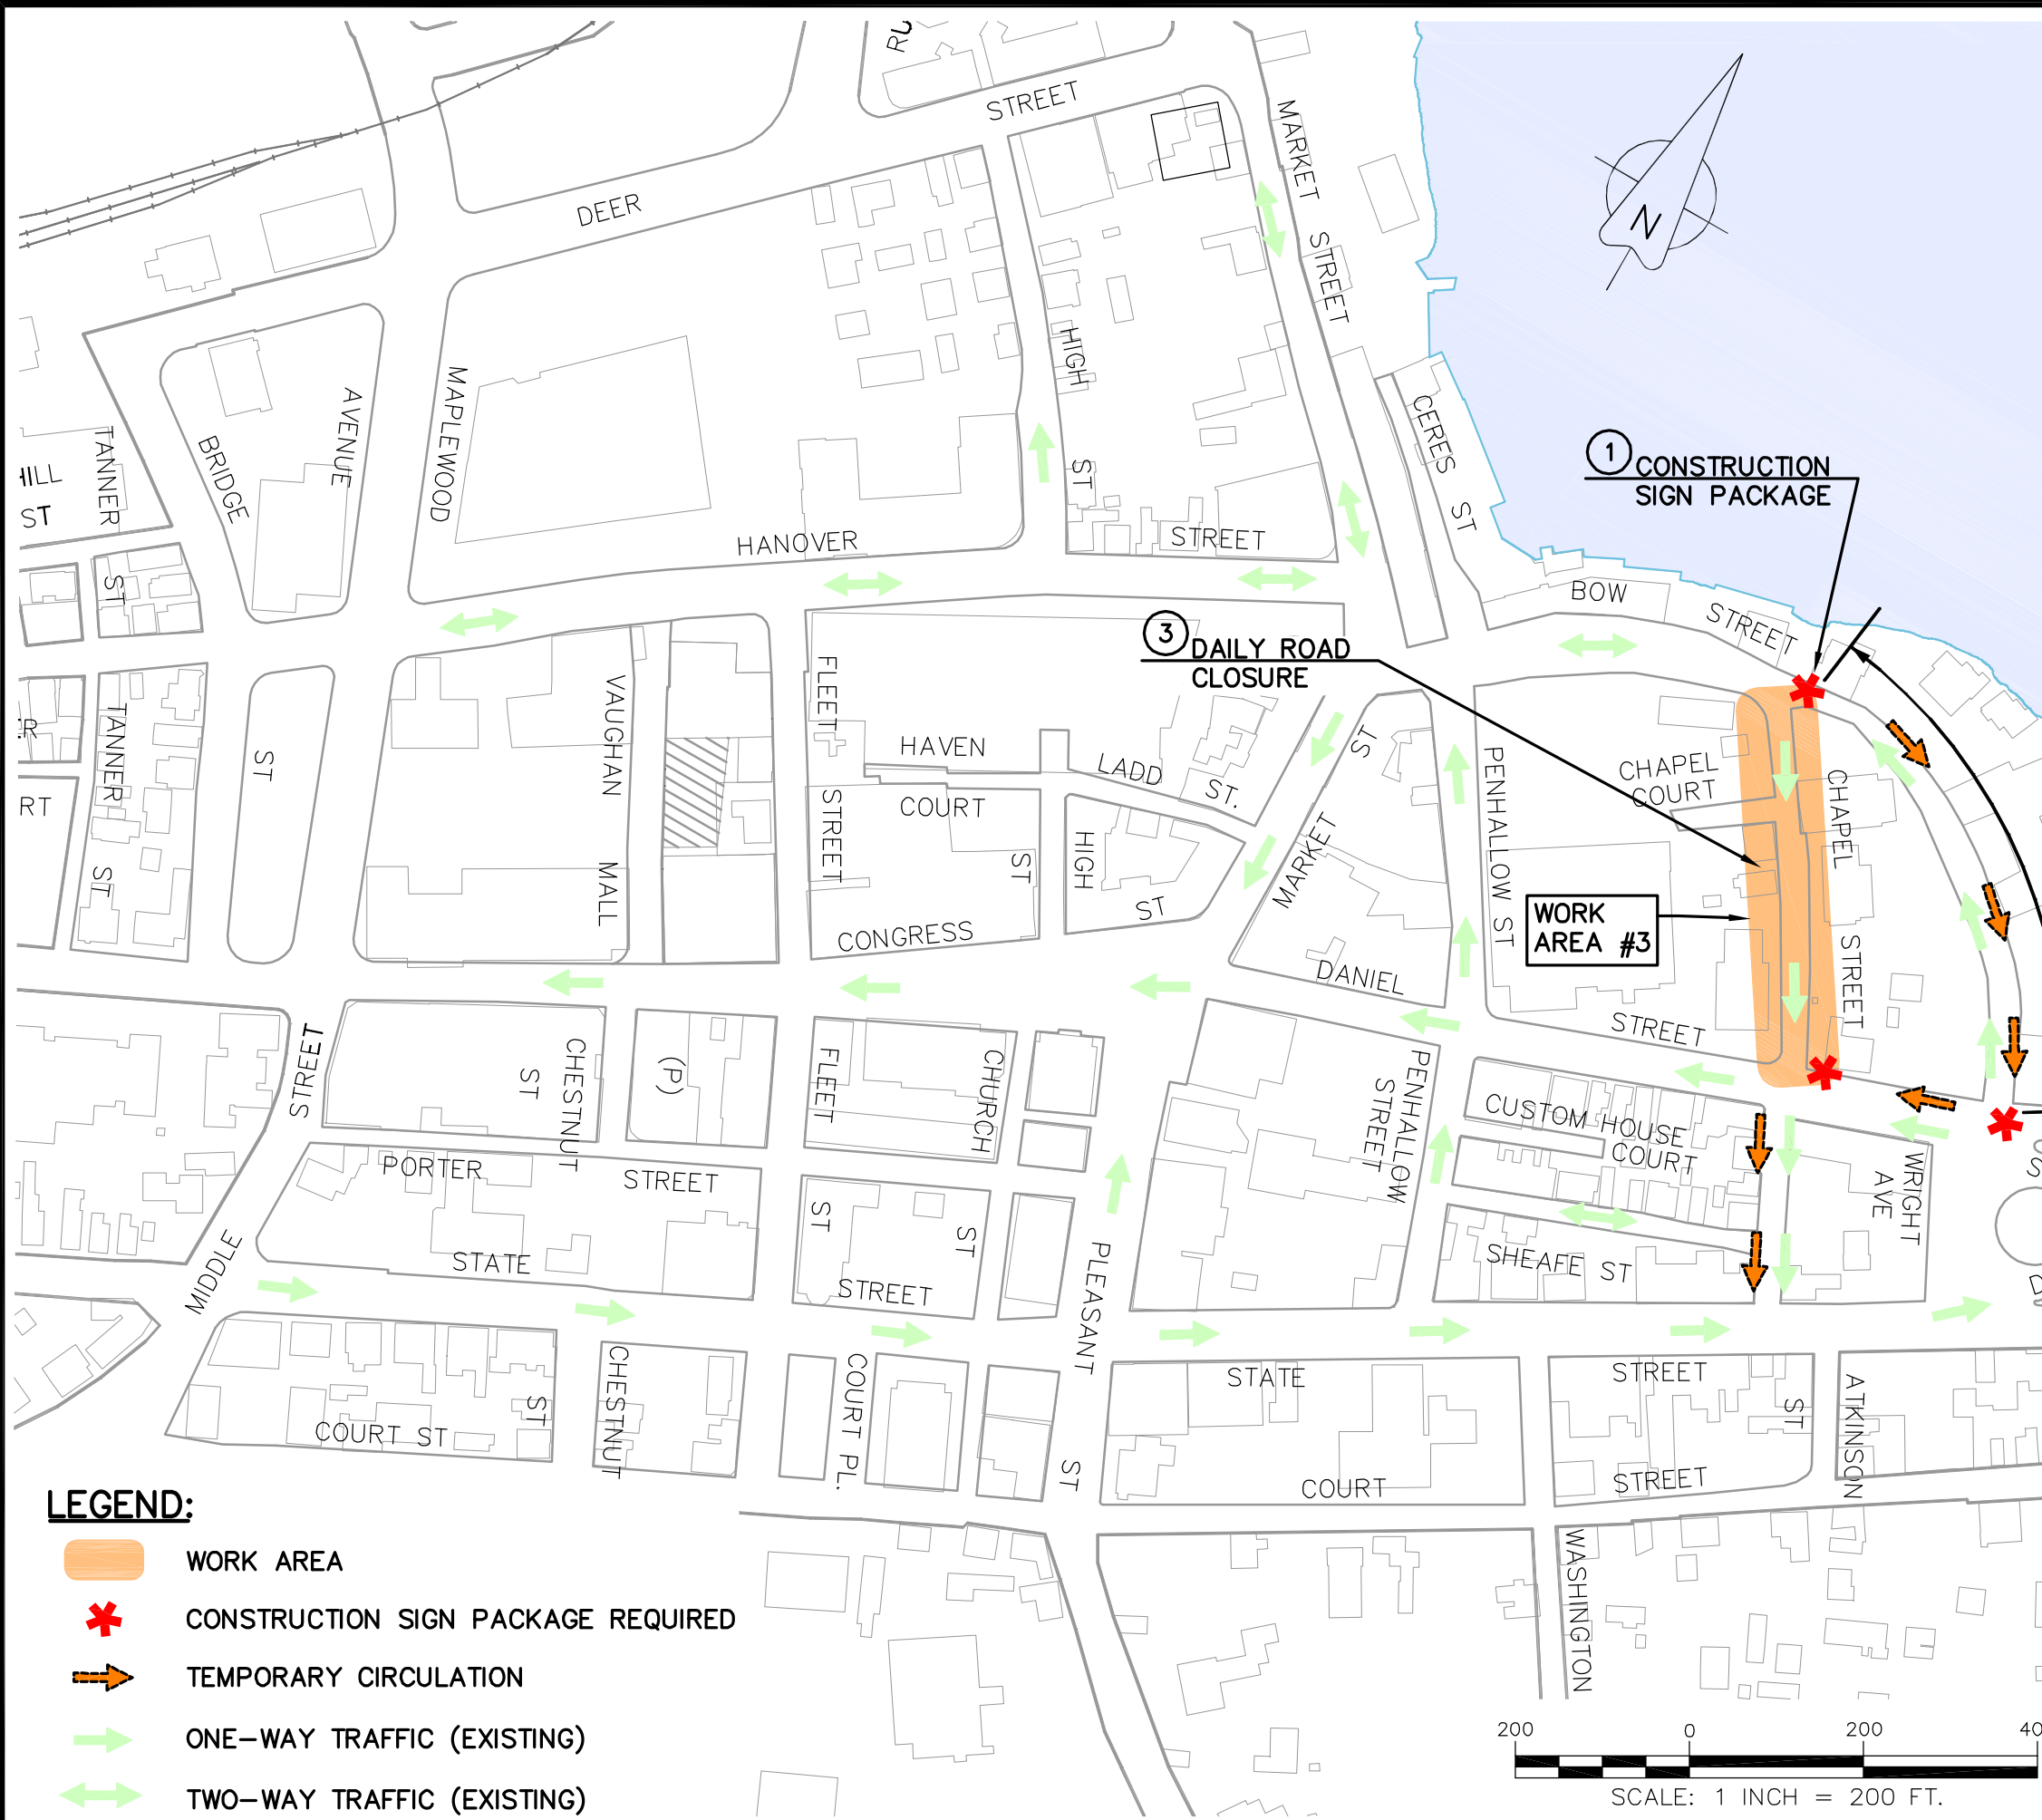 STREET
MARKET
STREET
DEER
N
HIGH
ST
MAPLEWOOD
AVENUE
BRIDGE
TANNER
ST
HILL
ST
CERES
ST
1 CONSTRUCTION
SIGN PACKAGE
HANOVER
STREET
BOW
STREET
3 DAILY ROAD
CLOSURE
TANNER
ST
ST
RT
VAUGHAN
MALL
FLEET
STREET
HAVEN
COURT
LADD
ST.
HIGH
ST
ST
MARKET
ST
PENHALLOW ST
CHAPEL
COURT
CHAPEL
STREET
WORK
AREA #3
CONGRESS
DANIEL
STREET
STREET
MIDDLE
CHESTNUT
ST
(P)
FLEET
ST
CHURCH
ST
PENHALLOW
STREET
CUSTOM HOUSE
COURT
WRIGHT
AVE
PORTER
STREET
STATE
STREET
SHEAFE ST
PLEASANT
ST
STATE
STREET
COURT ST
ST
CHESTNUT
COURT PL.
COURT
STREET
ST
ATKINSON
WASHINGTON
LEGEND:
WORK AREA
CONSTRUCTION SIGN PACKAGE REQUIRED
TEMPORARY CIRCULATION
ONE-WAY TRAFFIC (EXISTING)
TWO-WAY TRAFFIC (EXISTING)
200 0 200
SCALE: 1 INCH = 200 FT.